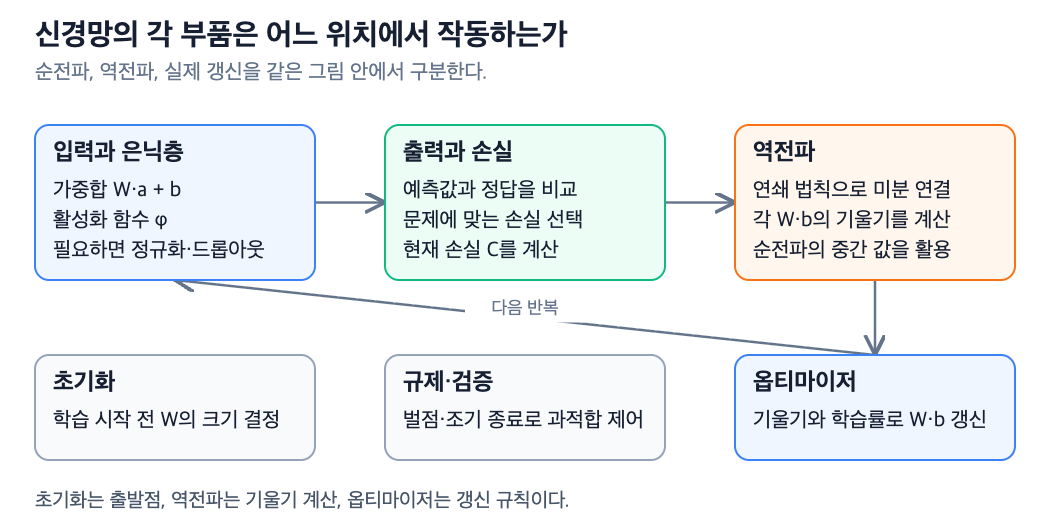 신경망의 각 부품은 어느 위치에서 작동하는가
순전파, 역전파, 실제 갱신을 같은 그림 안에서 구분한다.
입력과 은닉층
가중합 W·a + b
활성화 함수 φ
필요하면 정규화·드롭아웃
출력과 손실
예측값과 정답을 비교
문제에 맞는 손실 선택
현재 손실 C를 계산
역전파
연쇄 법칙으로 미분 연결
각 W·b의 기울기를 계산
순전파의 중간 값을 활용
다음 반복
초기화
학습 시작 전 W의 크기 결정
규제·검증
벌점·조기 종료로 과적합 제어
옵티마이저
기울기와 학습률로 W·b 갱신
초기화는 출발점, 역전파는 기울기 계산, 옵티마이저는 갱신 규칙이다.